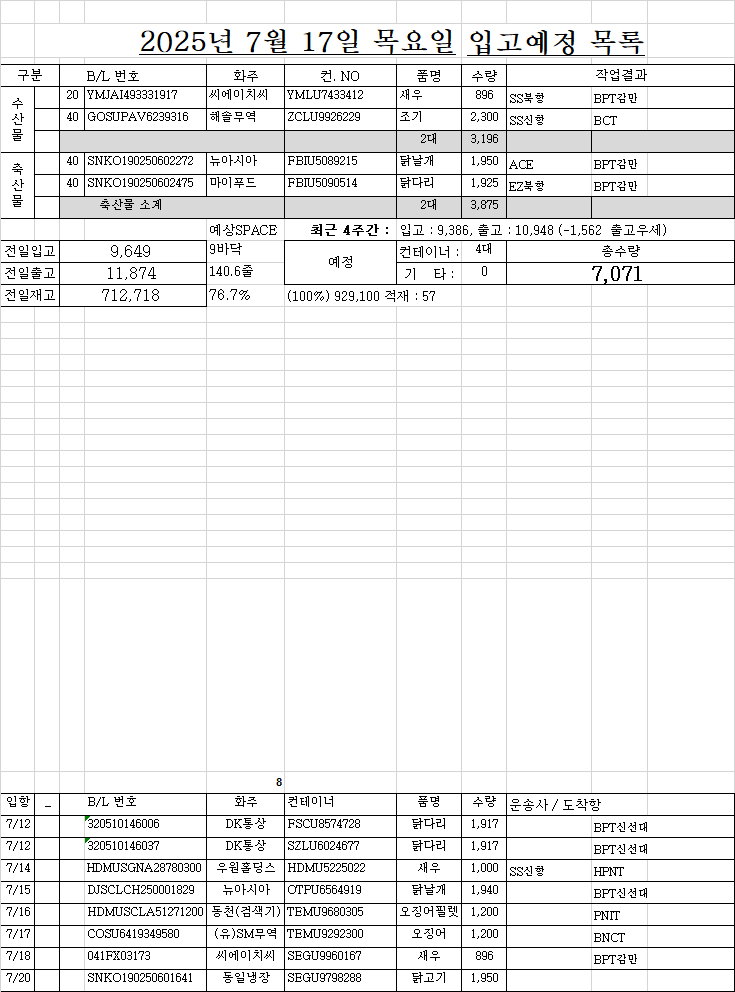 2025년 7월 17일 목요일 입고예정 목록
구분 B/L 번호 화주 컨. NO 품명 수량 작업결과
수산물 20 YMJAI493331917 씨에이치씨 YMLU7433412 새우 896 SS북항 BPT감만
40 GOSUPAV6239316 해솔무역 ZCLU9926229 조기 2,300 SS신항 BCT
2대 3,196
축산물 40 SNKO190250602272 뉴아시아 FBIU5089215 닭날개 1,950 ACE BPT감만
40 SNKO190250602475 마이푸드 FBIU5090514 닭다리 1,925 EZ북항 BPT감만
축산물 소계 2대 3,875
예상SPACE 최근 4주간 : 입고 : 9,386, 출고 : 10,948 (-1,562 출고우세)
전일입고 9,649 9바닥 예정 컨테이너 : 4대 총수량
전일출고 11,874 140.6줄 기 타 : 0 7,071
전일재고 712,718 76.7% (100%) 929,100 적재 : 57
8
입항 _ B/L 번호 화주 컨테이너 품명 수량 운송사 / 도착항
7/12 320510146006 DK통상 FSCU8574728 닭다리 1,917 BPT신선대
7/12 320510146037 DK통상 SZLU6024677 닭다리 1,917 BPT신선대
7/14 HDMUSGNA28780300 우원홀딩스 HDMU5225022 새우 1,000 SS신항 HPNT
7/15 DJSCLCH250001829 뉴아시아 OTPU6564919 닭날개 1,940 BPT신선대
7/16 HDMUSCLA51271200 동천(검색기) TEMU9680305 오징어필렛 1,200 PNIT
7/17 COSU6419349580 (유)SM무역 TEMU9292300 오징어 1,200 BNCT
7/18 041FX03173 씨에이치씨 SEGU9960167 새우 896 BPT감만
7/20 SNKO190250601641 동일냉장 SEGU9798288 닭고기 1,950